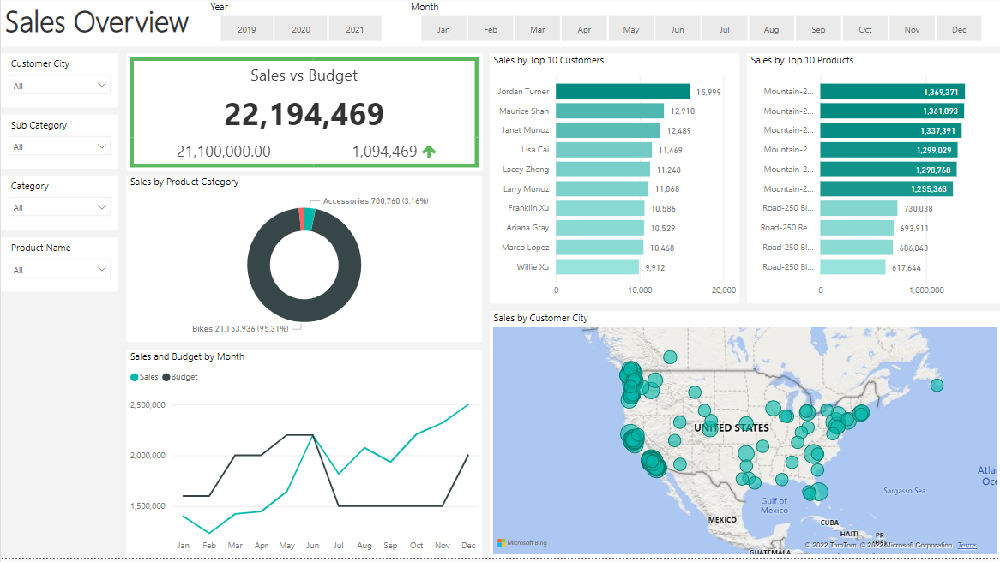 Sales Overview
Year
2019 2020 2021
Month
Jan Feb Mar Apr May Jun Jul Aug Sep Oct Nov Dec
Customer City
All
Sub Category
All
Category
All
Product Name
All
Sales vs Budget
22,194,469
21,100,000.00 1,094,469
Sales by Product Category
Accessories 700,760 (3.16%)
Bikes 21,153,936 (95.31%)
Sales and Budget by Month
Sales Budget
2,500,000
2,000,000
1,500,000
Jan Feb Mar Apr May Jun Jul Aug Sep Oct Nov Dec
Sales by Top 10 Customers
Jordan Turner 15,999
Maurice Shan 12,910
Janet Munoz 12,489
Lisa Cai 11,469
Lacey Zheng 11,248
Larry Munoz 11,068
Franklin Xu 10,586
Ariana Gray 10,529
Marco Lopez 10,468
Willie Xu 9,912
0 10,000 20,000
Sales by Top 10 Products
Mountain-2... 1,369,371
Mountain-2... 1,361,093
Mountain-2... 1,337,391
Mountain-2... 1,299,029
Mountain-2... 1,290,768
Mountain-2... 1,255,363
Road-250 Bl... 730,038
Road-250 Re... 693,911
Road-250 Bl... 686,843
Road-250 Bl... 617,644
0 1,000,000
Sales by Customer City
UNITED STATES
Atla
Oc
Sargasso Sea
Gulf of
Mexico
MEXICO
CUBA
HAITI
PR
(US)
GUATEMALA
Microsoft Bing
© 2022 TomTom, © 2022 Microsoft Corporation Terms